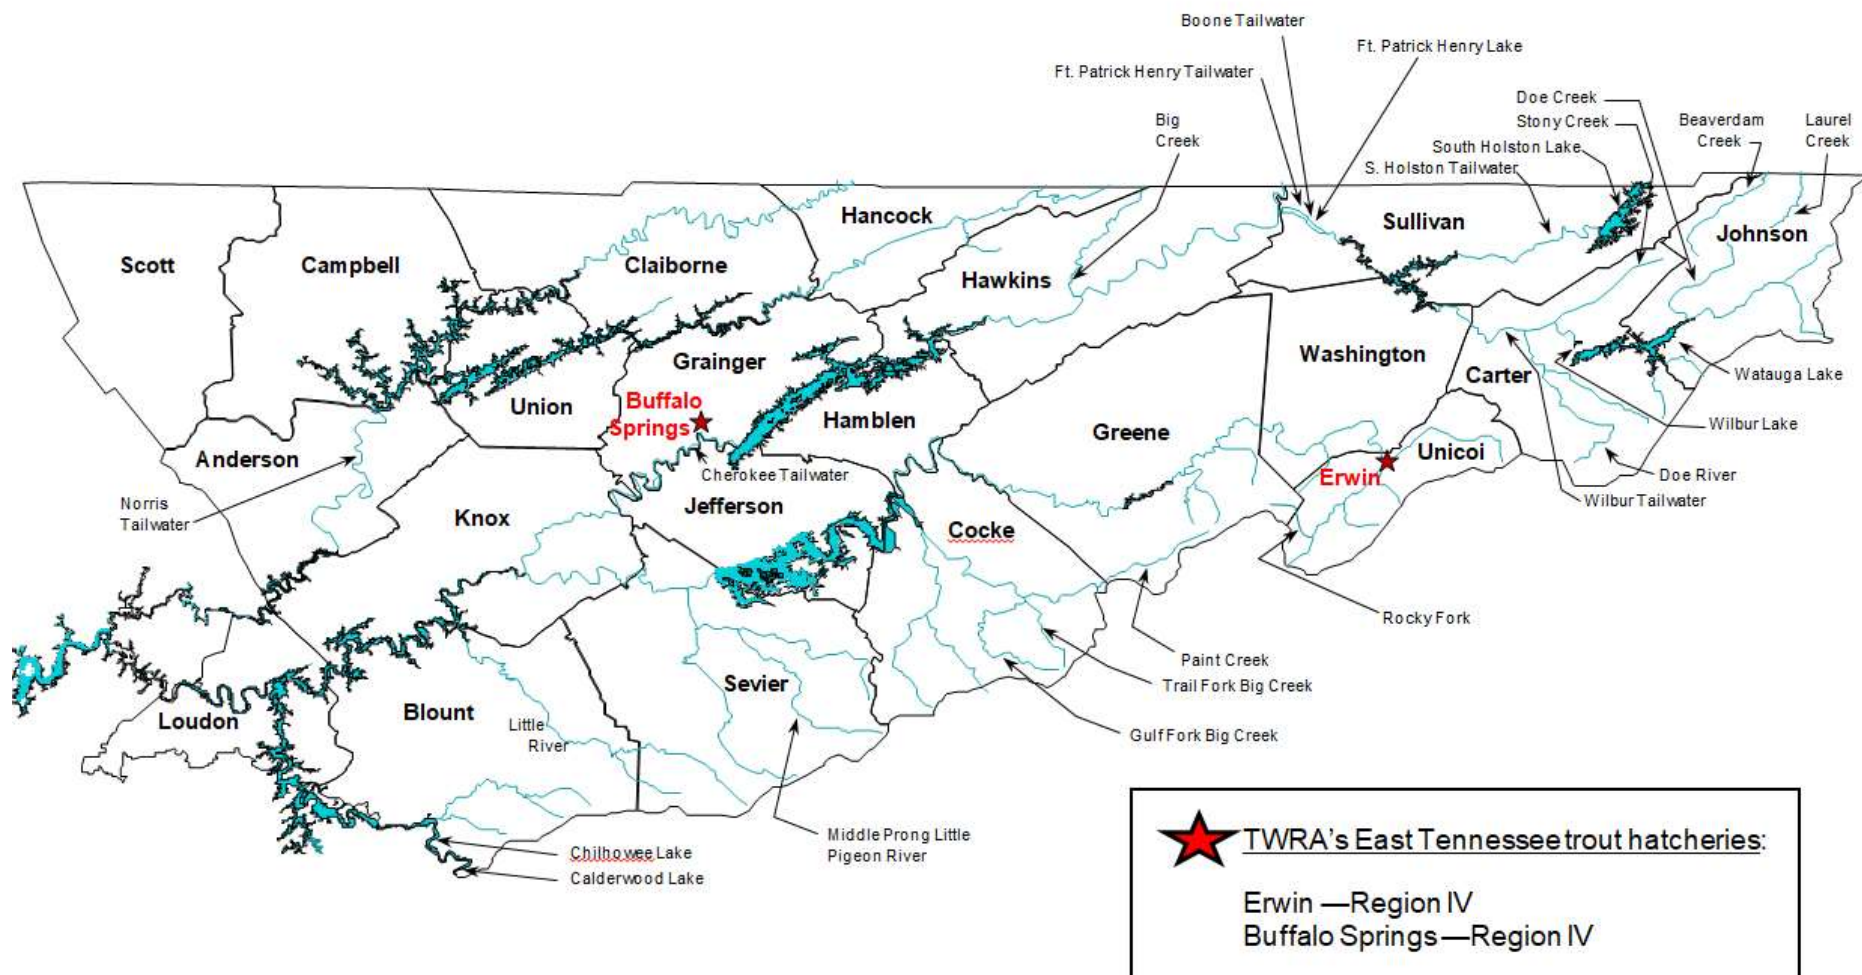 Boone Tailwater
Ft. Patrick Henry Lake
Ft. Patrick Henry Tailwater
Doe Creek
Stony Creek
Big
Creek
Beaverdam
Creek
Laurel
Creek
South Holston Lake
S. Holston Tailwater
Hancock
Sullivan
Johnson
Scott
Campbell
Claiborne
Hawkins
Grainger
Washington
Carter
Watauga Lake
Union
Buffalo
Springs
Hamblen
Greene
Wilbur Lake
Anderson
Unicoi
Erwin
Cherokee Tailwater
Doe River
Wilbur Tailwater
Norris
Tailwater
Knox
Jefferson
Cocke
Rocky Fork
Paint Creek
Trail Fork Big Creek
Sevier
Gulf Fork Big Creek
Loudon
Blount
Little
River
Middle Prong Little
Pigeon River
Chilhowee Lake
Calderwood Lake
TWRA's East Tennessee trout hatcheries:
Erwin —Region IV
Buffalo Springs—Region IV